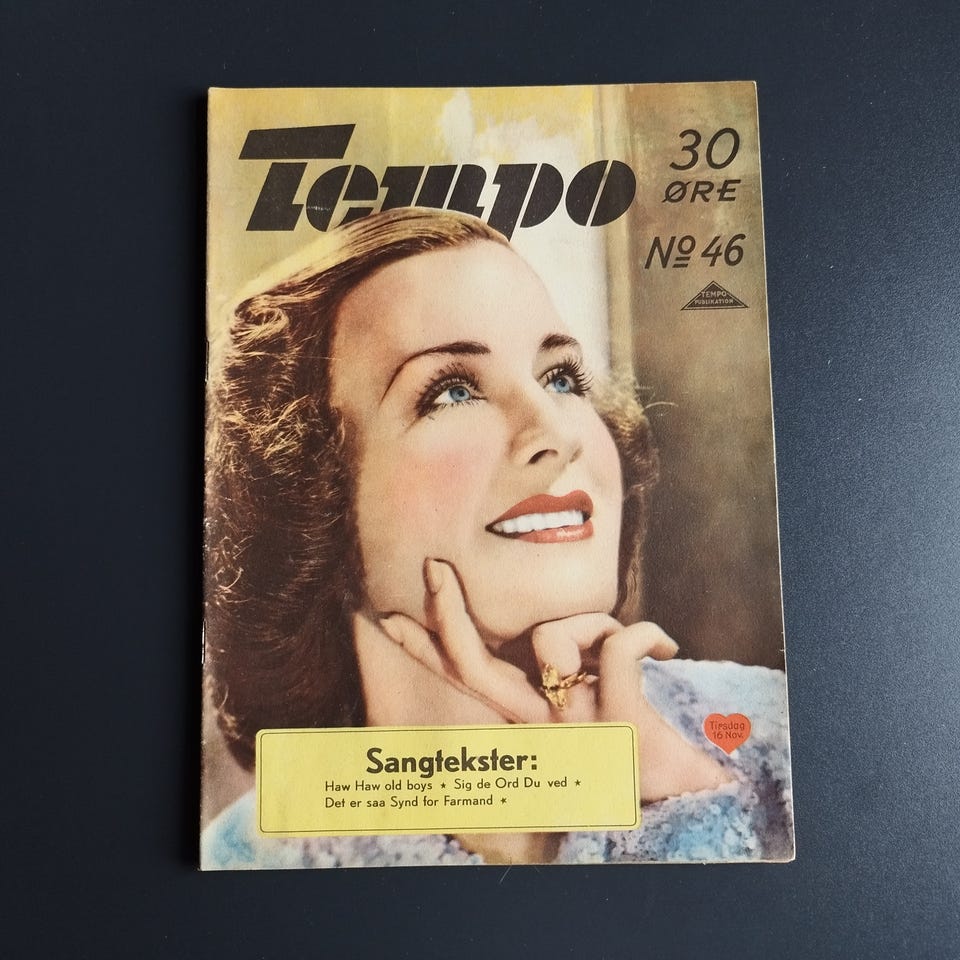 Tempo
30
ØRE
Nº 46
TEMPO
PUBLIKATION
Tirsdag
16 Nov.
Sangtekster:
Haw Haw old boys ★ Sig de Ord Du ved ★
Det er saa Synd for Farmand ★